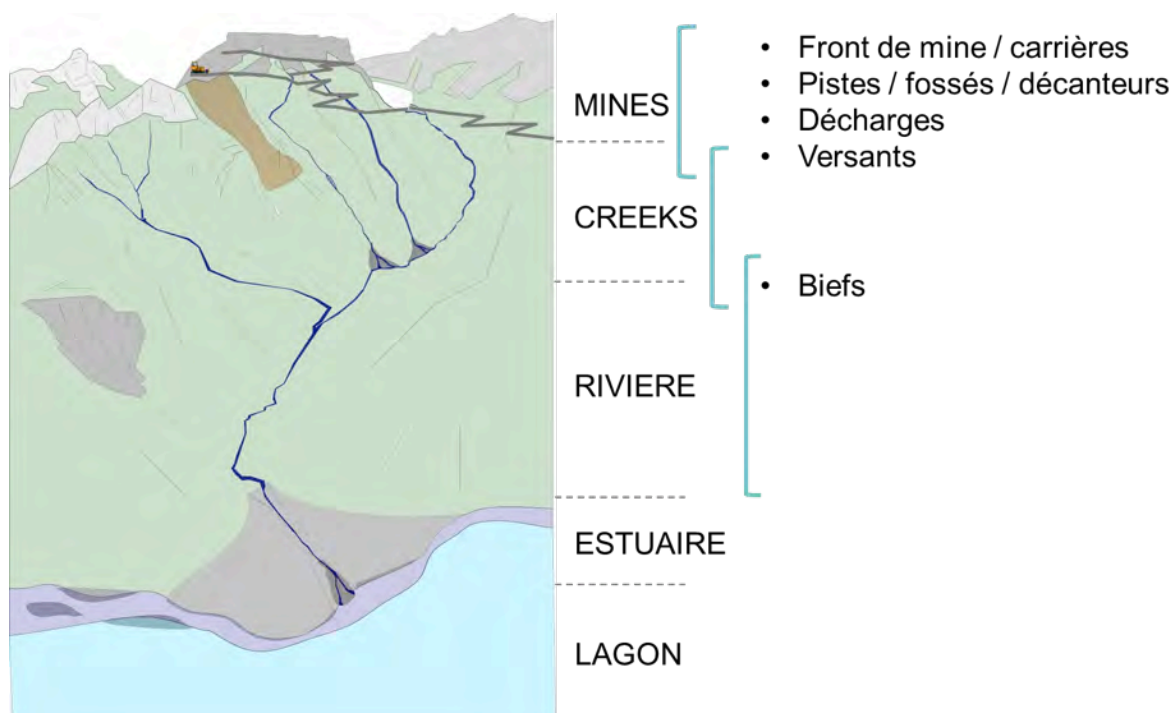 MINES
CREEKS
RIVIERE
ESTUAIRE
LAGON
• Front de mine / carrières
• Pistes / fossés / décanteurs
• Décharges
• Versants
• Biefs